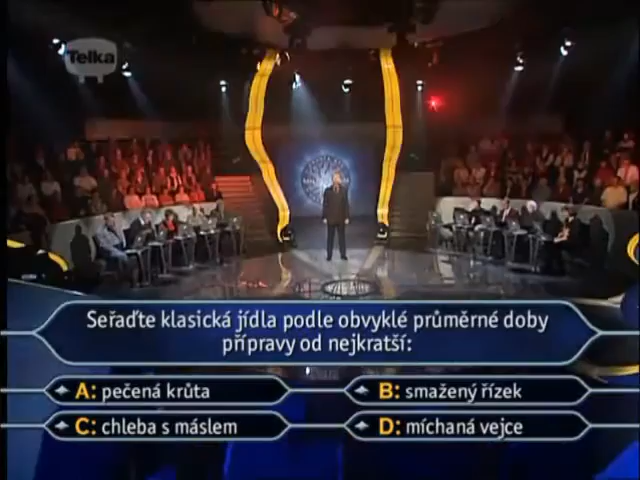 Telka
Seřaďte klasická jídla podle obvyklé průměrné doby
přípravy od nejkratší:
A: pečená krůta
B: smažený řízek
C: chleba s máslem
D: míchaná vejce